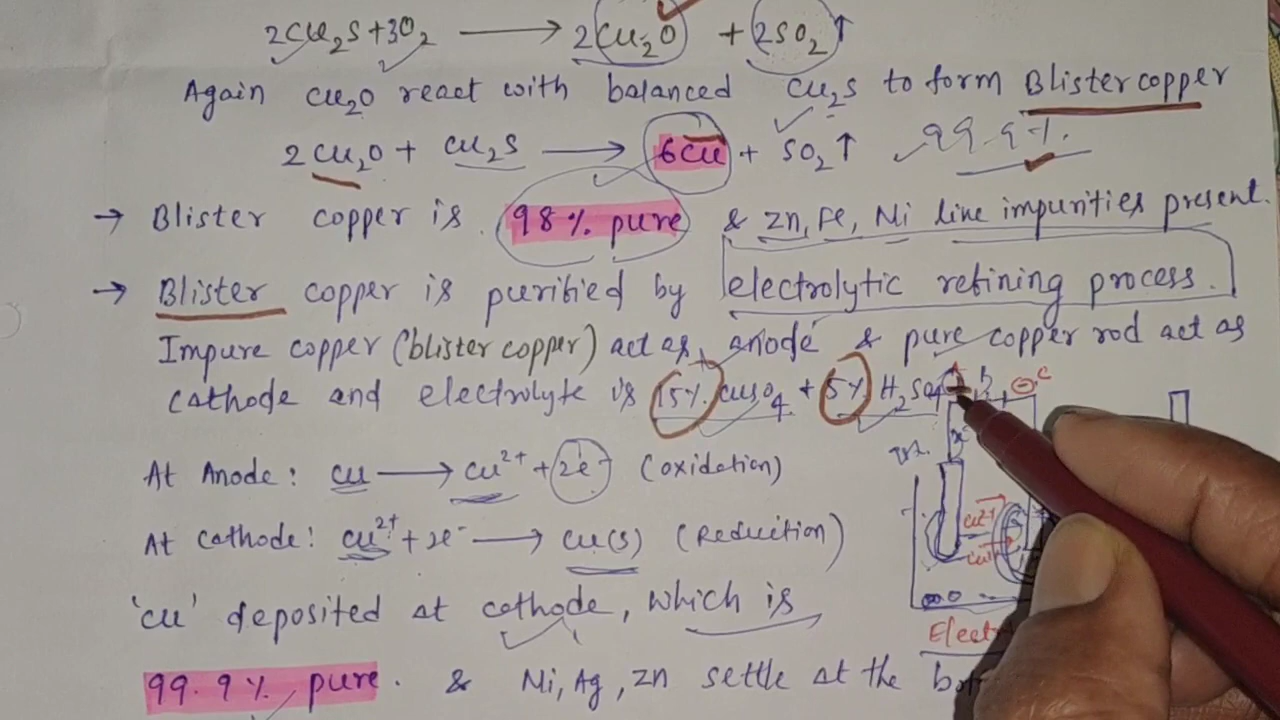 2Cu₂S+3O₂ ⟶ 2Cu₂O + 2SO₂↑
Again Cu₂O react with balanced Cu₂S to form Blister copper
2Cu₂O + Cu₂S ⟶ 6Cu + SO₂↑ 99.9%.
→ Blister copper is 98% pure & Zn, Fe, Ni line impurities present.
→ Blister copper is purified by electrolytic refining process.
Impure copper (blister copper) act as anode & pure copper rod act as
cathode and electrolyte is 15% CuSO₄ + 5% H₂SO₄
At Anode: Cu ⟶ Cu²⁺ + 2e⁻ (oxidation)
At cathode: Cu²⁺ + 2e⁻ ⟶ Cu(s) (Reduction)
'Cu' deposited at cathode, which is
99.9% pure. & Ni, Ag, Zn settle at the